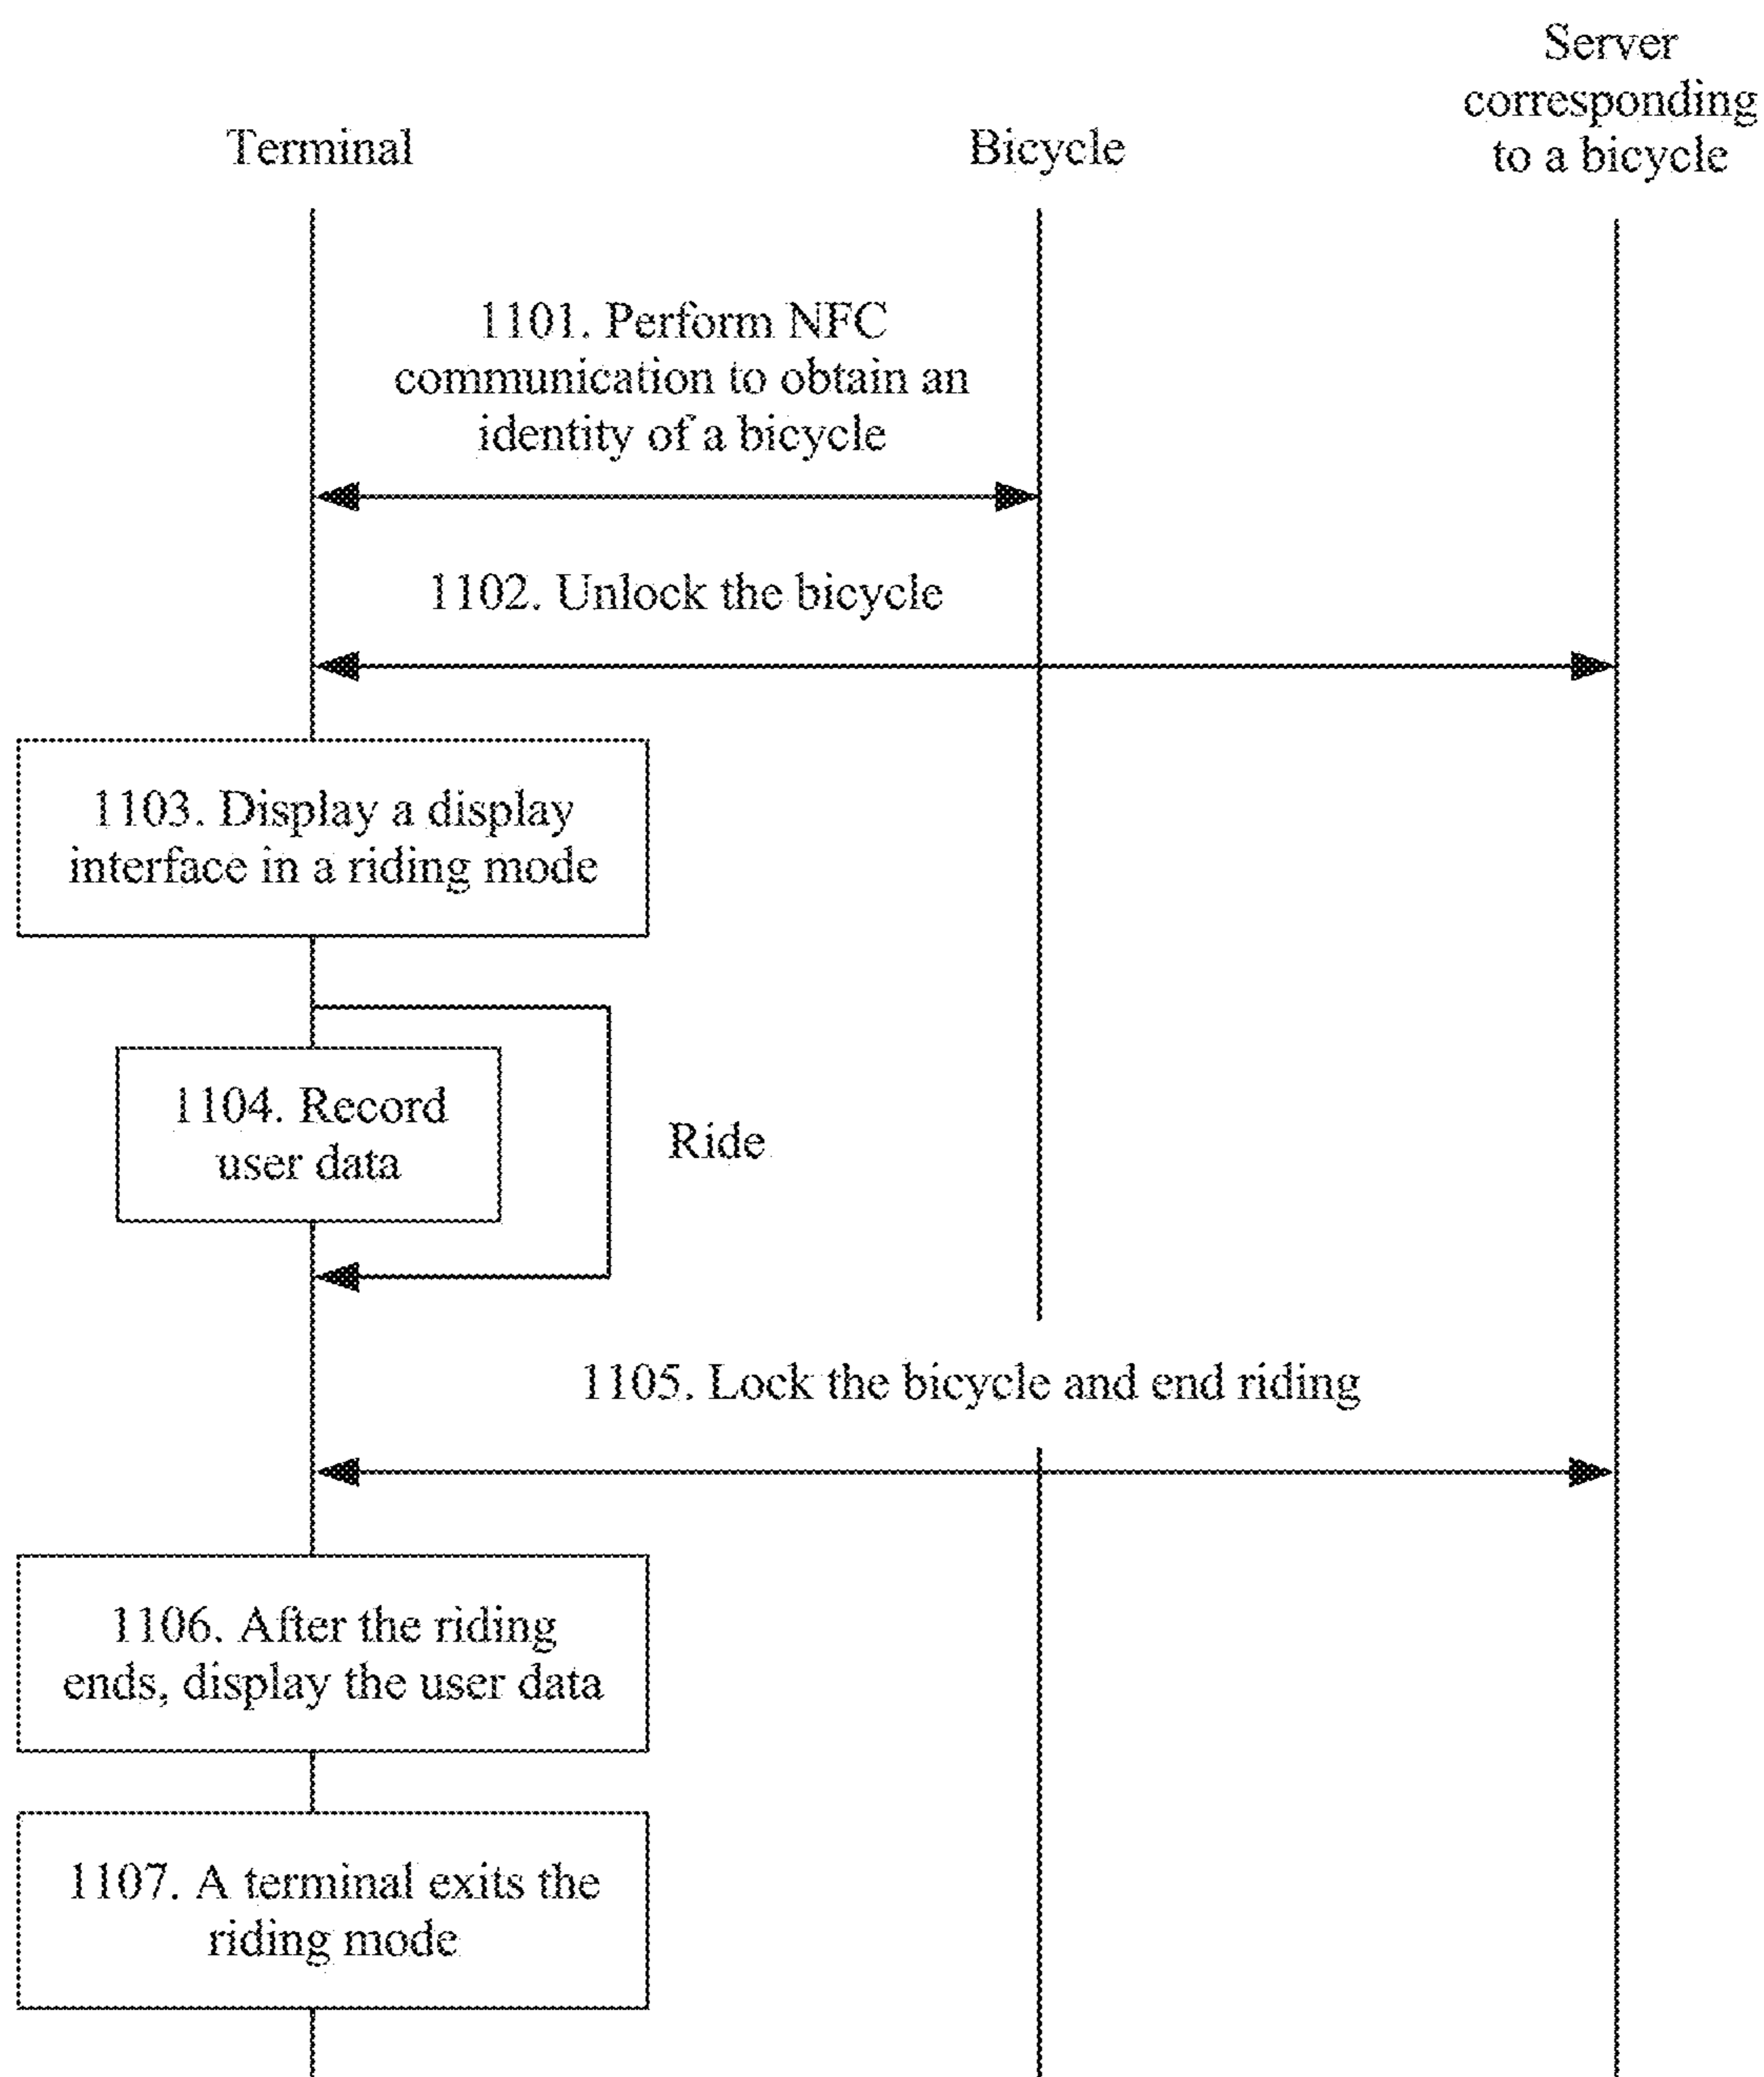 Server
corresponding
to a bicycle
Terminal
Bicycle
1101. Perform NFC
communication to obtain an
identity of a bicycle
1102. Unlock the bicycle
1103. Display a display
interface in a riding mode
1104. Record
user data
Ride
1105. Lock the bicycle and end riding
1106. After the riding
ends, display the user data
1107. A terminal exits the
riding mode